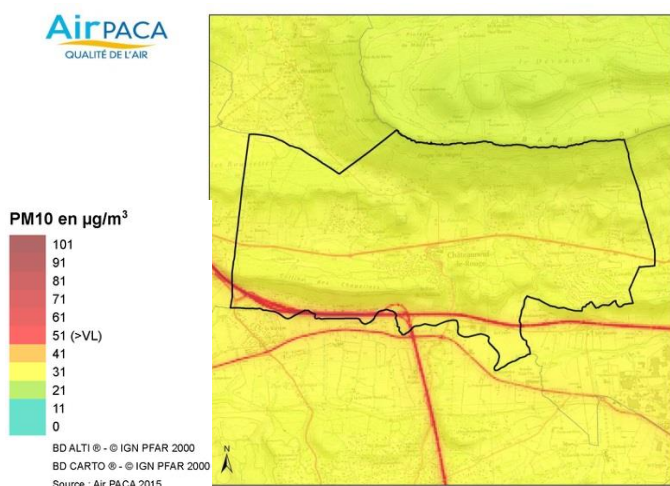 AirPACA
QUALITÉ DE L'AIR
PM10 en µg/m³
101
91
81
71
61
51 (>VL)
41
31
21
11
0
BD ALTI ® - © IGN PFAR 2000
BD CARTO ® - © IGN PFAR 2000
Source : Air PACA 2015
N